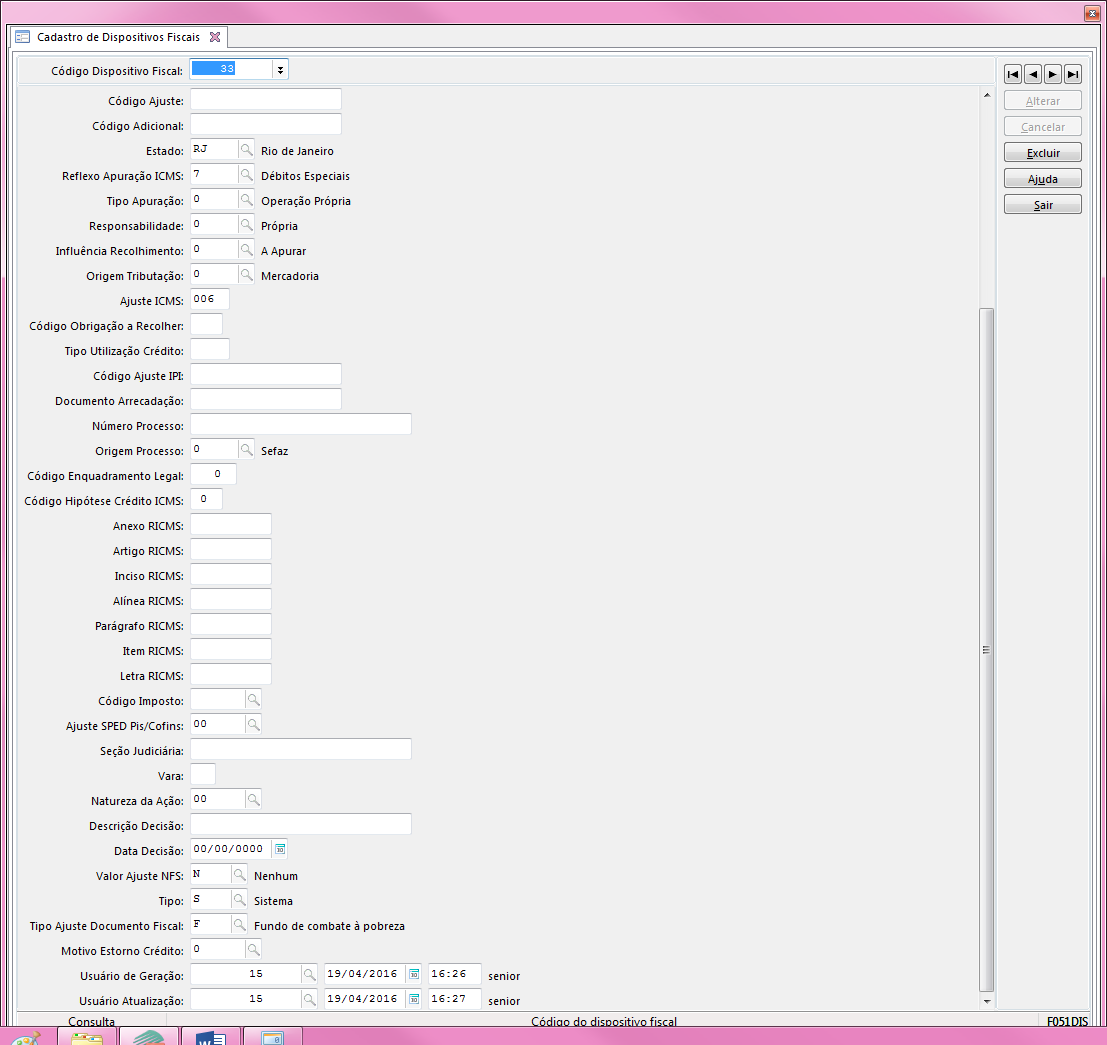 Cadastro de Dispositivos Fiscais
Código Dispositivo Fiscal: 33
Código Ajuste:
Código Adicional:
Estado: RJ Rio de Janeiro
Reflexo Apuração ICMS: 7 Débitos Especiais
Tipo Apuração: 0 Operação Própria
Responsabilidade: 0 Própria
Influência Recolhimento: 0 A Apurar
Origem Tributação: 0 Mercadoria
Ajuste ICMS: 006
Código Obrigação a Recolher:
Tipo Utilização Crédito:
Código Ajuste IPI:
Documento Arrecadação:
Número Processo:
Origem Processo: 0 Sefaz
Código Enquadramento Legal: 0
Código Hipótese Crédito ICMS: 0
Anexo RICMS:
Artigo RICMS:
Inciso RICMS:
Alínea RICMS:
Parágrafo RICMS:
Item RICMS:
Letra RICMS:
Código Imposto:
Ajuste SPED Pis/Cofins: 00
Seção Judiciária:
Vara:
Natureza da Ação: 00
Descrição Decisão:
Data Decisão: 00/00/0000
Valor Ajuste NFS: N Nenhum
Tipo: S Sistema
Tipo Ajuste Documento Fiscal: F Fundo de combate à pobreza
Motivo Estorno Crédito: 0
Usuário de Geração: 15 19/04/2016 16:26 senior
Usuário Atualização: 15 19/04/2016 16:27 senior
Alterar
Cancelar
Excluir
Ajuda
Sair
Consulta Código do dispositivo fiscal F051DIS